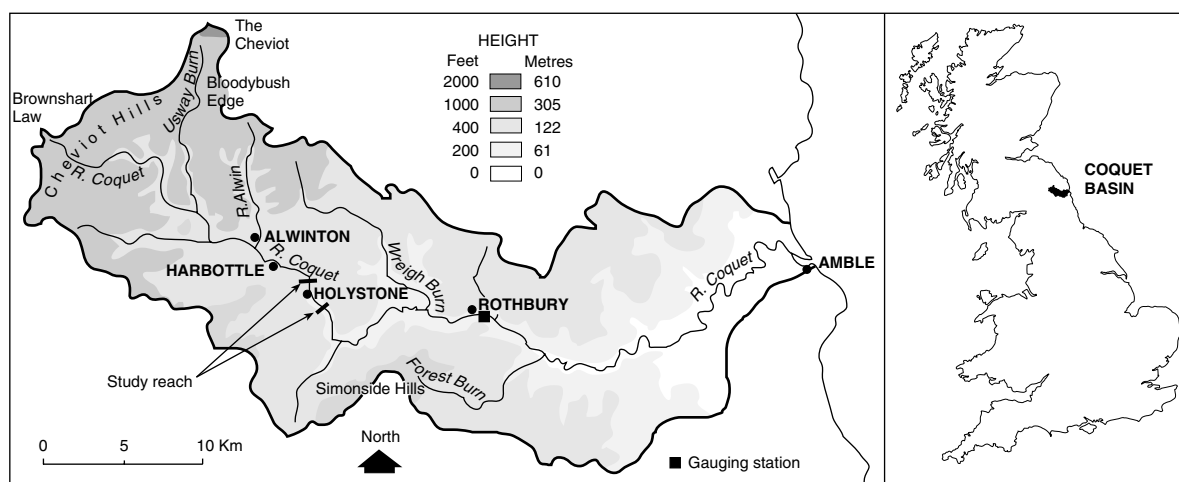 The
Cheviot
Bloodybush
Edge
Usway Burn
Brownshart
Law
Cheviot Hills
R. Coquet
R.Alwin
HEIGHT
Feet Metres
2000 610
1000 305
400 122
200 61
0 0
ALWINTON
HARBOTTLE
R. Coquet
HOLYSTONE
Wreigh Burn
ROTHBURY
R. Coquet
AMBLE
Study reach
Simonside Hills
Forest Burn
0 5 10 Km
North
Gauging station
COQUET
BASIN